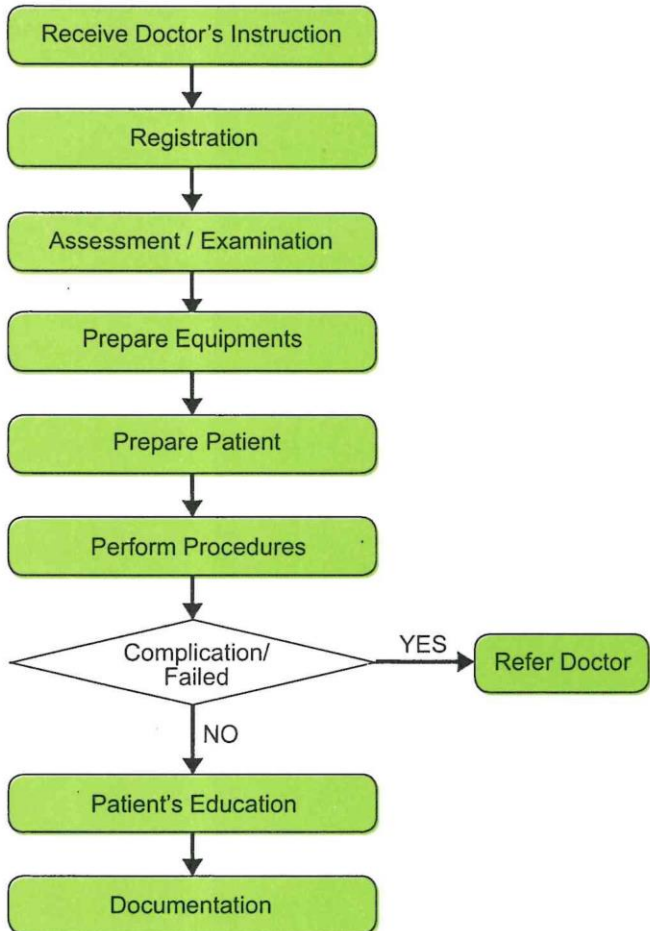 Receive Doctor's Instruction
Registration
Assessment / Examination
Prepare Equipments
Prepare Patient
Perform Procedures
Complication/
Failed
YES
Refer Doctor
NO
Patient's Education
Documentation